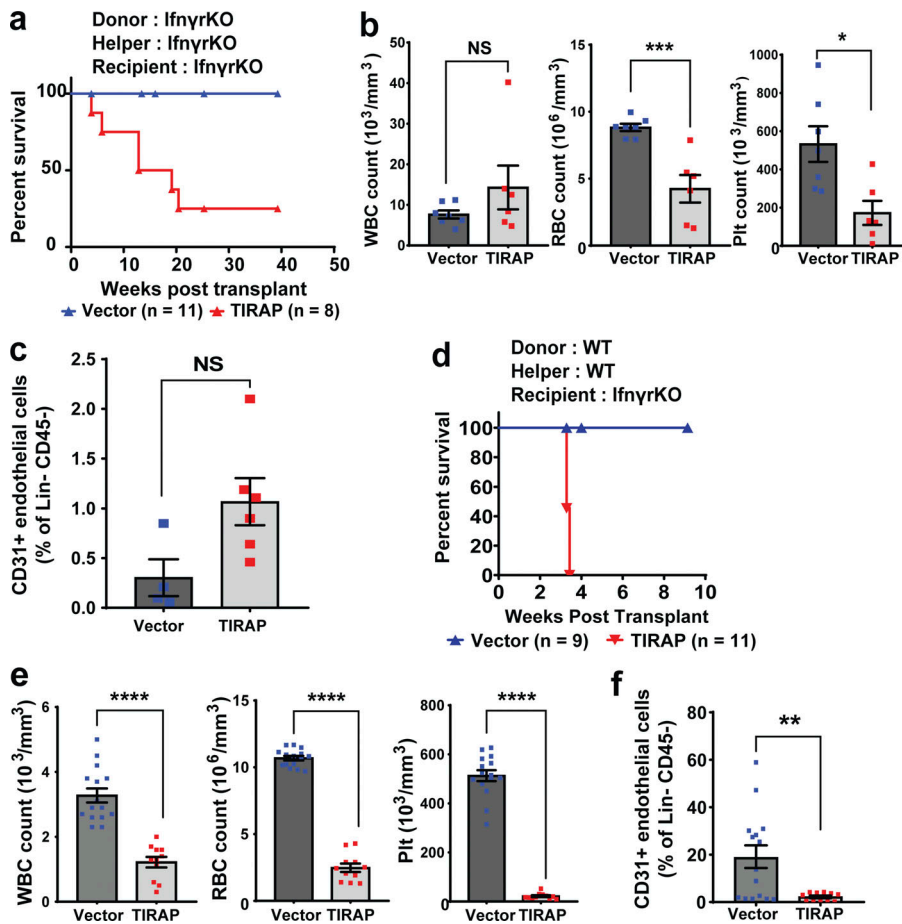 a
Donor : IfnγrKO
Helper : IfnγrKO
Recipient : IfnγrKO
Percent survival
100
50
0
0 10 20 30 40 50
Weeks post transplant
Vector (n = 11) TIRAP (n = 8)
b
WBC count (10³/mm³)
50
40
30
20
10
0
NS
Vector TIRAP
RBC count (10⁶/mm³)
15
10
5
0
***
Vector TIRAP
Plt count (10³/mm³)
1000
800
600
400
200
0
*
Vector TIRAP
c
CD31+ endothelial cells
(% of Lin- CD45-)
2.5
2.0
1.5
1.0
0.5
0.0
NS
Vector TIRAP
d
Donor : WT
Helper : WT
Recipient : IfnγrKO
Percent survival
100
80
60
40
20
0
0 2 4 6 8 10
Weeks Post Transplant
Vector (n = 9) TIRAP (n = 11)
e
WBC count (10³/mm³)
6
4
2
0
****
Vector TIRAP
RBC count (10⁶/mm³)
15
10
5
0
****
Vector TIRAP
Plt (10³/mm³)
800
600
400
200
0
****
Vector TIRAP
f
CD31+ endothelial cells
(% of Lin- CD45-)
80
60
40
20
0
**
Vector TIRAP